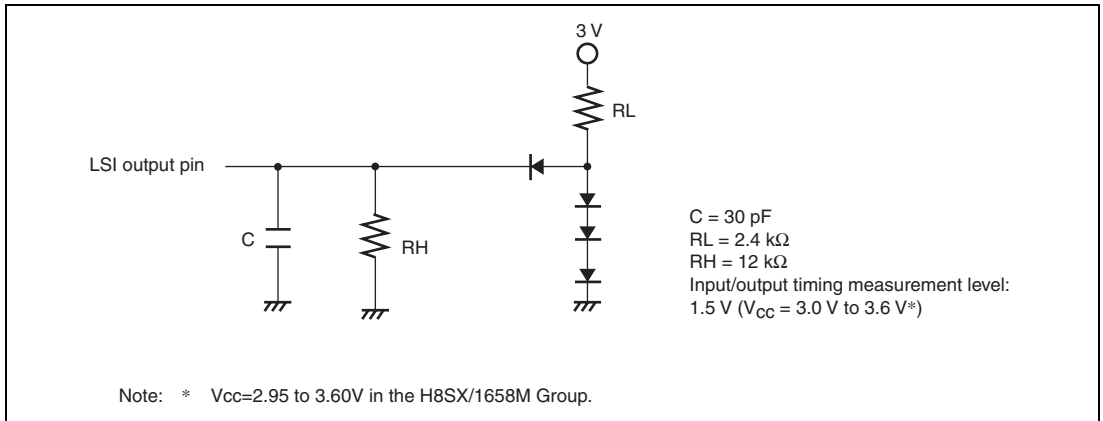 3 V
RL
LSI output pin
C
RH
C = 30 pF
RL = 2.4 kΩ
RH = 12 kΩ
Input/output timing measurement level:
1.5 V (VCC = 3.0 V to 3.6 V*)
Note: * Vcc=2.95 to 3.60V in the H8SX/1658M Group.